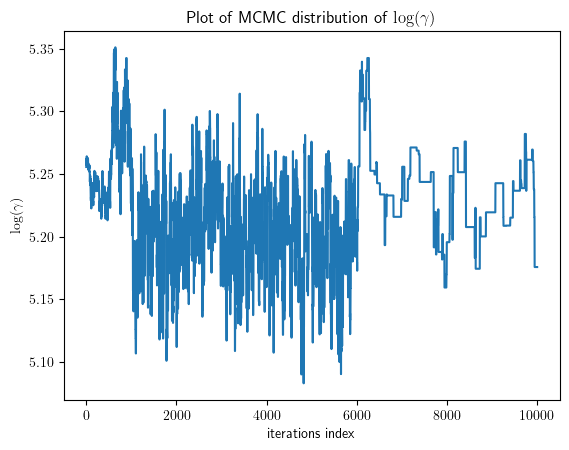 Plot of MCMC distribution of log(γ)
5.35
5.30
5.25
5.20
5.15
5.10
log(γ)
0 2000 4000 6000 8000 10000
iterations index